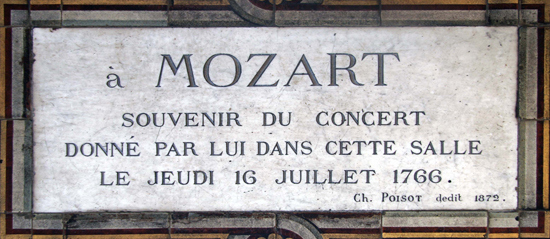 à MOZART
SOUVENIR DU CONCERT
DONNÉ PAR LUI DANS CETTE SALLE
LE JEUDI 16 JUILLET 1766.
Ch. POISOT dedit 1872.